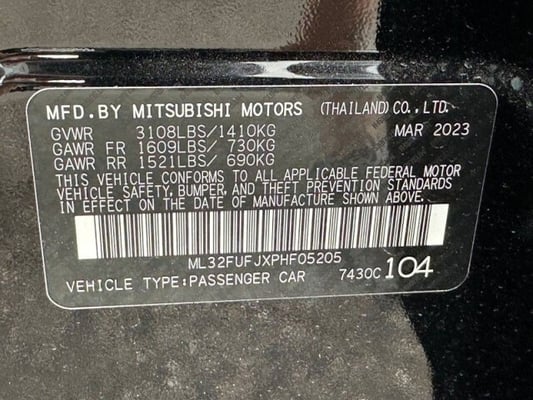 MFD.BY MITSUBISHI MOTORS (THAILAND) CO., LTD.
GVWR 3108LBS/1410KG MAR 2023
GAWR FR 1609LBS/ 730KG
GAWR RR 1521LBS/ 690KG
THIS VEHICLE CONFORMS TO ALL APPLICABLE FEDERAL MOTOR
VEHICLE SAFETY, BUMPER, AND THEFT PREVENTION STANDARDS
IN EFFECT ON THE DATE OF MANUFACTURE SHOWN ABOVE.
ML32FUFJXPHF05205
VEHICLE TYPE:PASSENGER CAR 7430C104